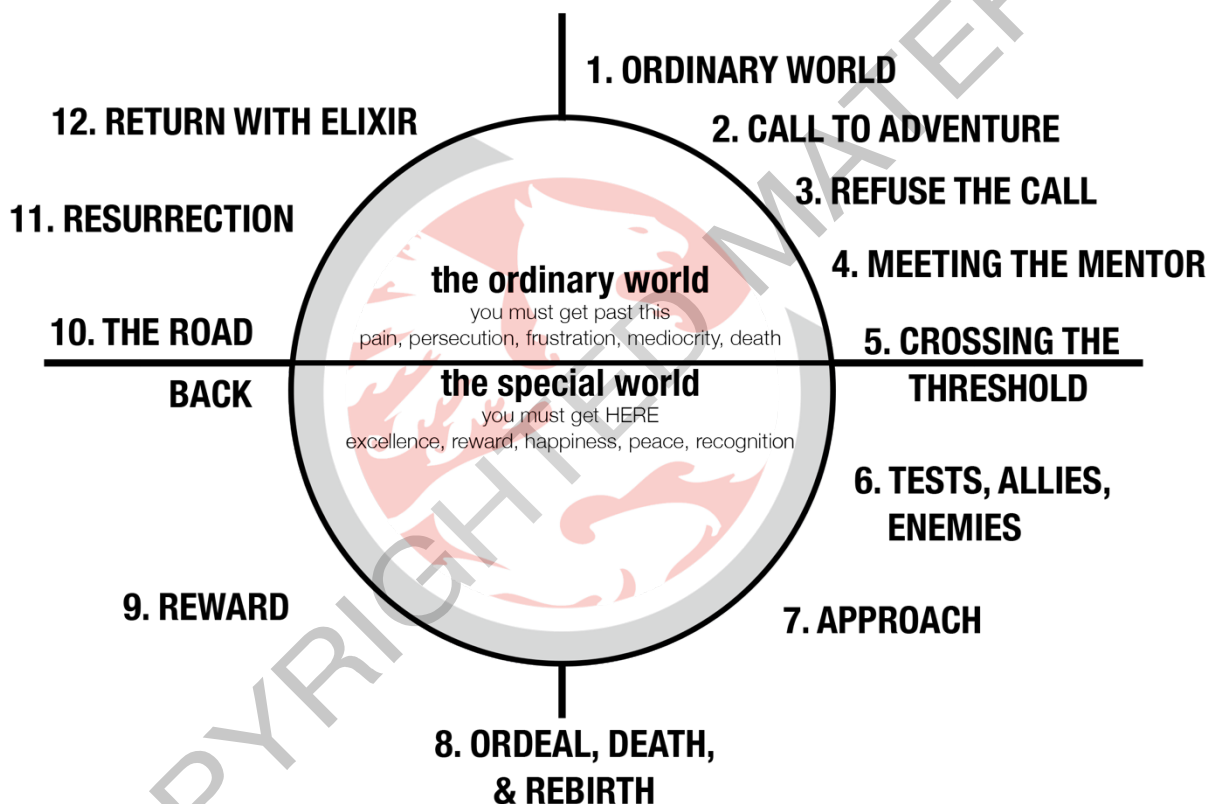 1. ORDINARY WORLD
2. CALL TO ADVENTURE
3. REFUSE THE CALL
4. MEETING THE MENTOR
5. CROSSING THE
THRESHOLD
6. TESTS, ALLIES,
ENEMIES
7. APPROACH
8. ORDEAL, DEATH,
& REBIRTH
9. REWARD
10. THE ROAD
BACK
11. RESURRECTION
12. RETURN WITH ELIXIR
the ordinary world
you must get past this
pain, persecution, frustration, mediocrity, death
the special world
you must get HERE
excellence, reward, happiness, peace, recognition
PYRIGHTED MATER